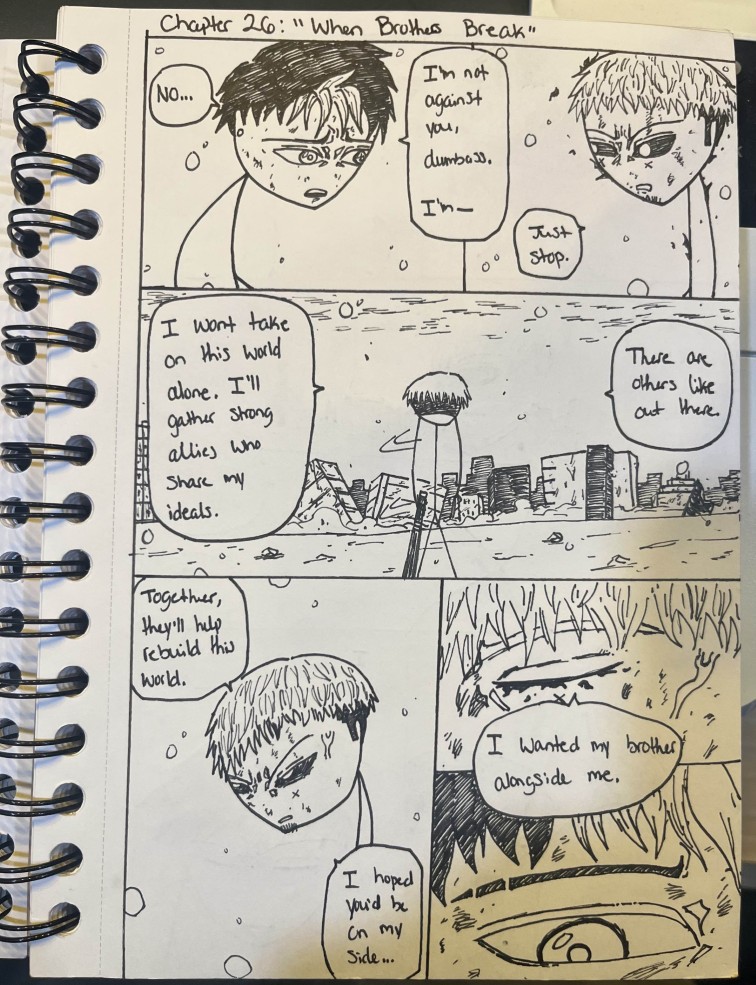 Chapter 26: "When Brothers Break"
NO...
I'm not
against
you,
dumbass.
I'm—
Just
stop.
I wont take
on this world
alone. I'll
gather strong
allies who
share my
ideals.
There are
others like
out there.
Together,
they'll help
rebuild this
world.
I wanted my brother
alongside me.
I hoped
you'd be
on my
side...